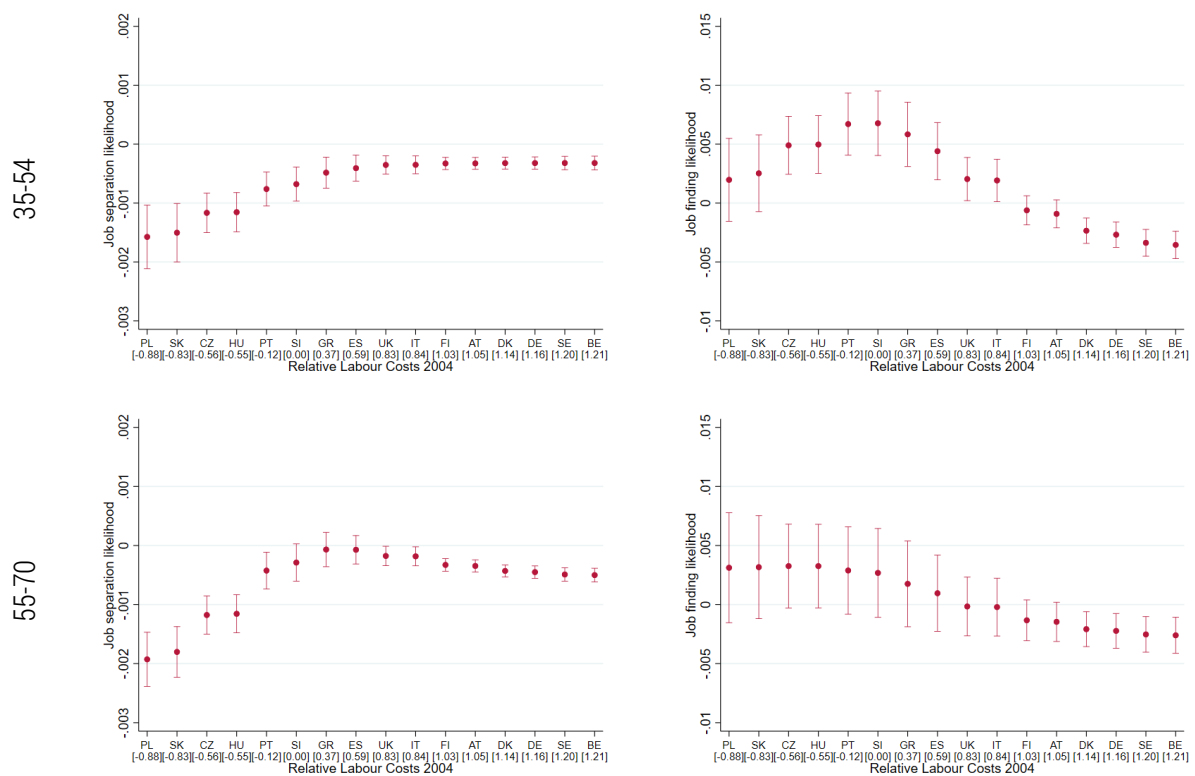 35-54
Job separation likelihood
.002
.001
0
-.001
-.002
-.003
PL SK CZ HU PT SI GR ES UK IT FI AT DK DE SE BE
[-0.88] [-0.83] [-0.56] [-0.55] [-0.12] [0.00] [0.37] [0.59] [0.83] [0.84] [1.03] [1.05] [1.14] [1.16] [1.20] [1.21]
Relative Labour Costs 2004
Job finding likelihood
.015
.01
.005
0
-.005
-.01
PL SK CZ HU PT SI GR ES UK IT FI AT DK DE SE BE
[-0.88] [-0.83] [-0.56] [-0.55] [-0.12] [0.00] [0.37] [0.59] [0.83] [0.84] [1.03] [1.05] [1.14] [1.16] [1.20] [1.21]
Relative Labour Costs 2004
55-70
Job separation likelihood
.002
.001
0
-.001
-.002
-.003
PL SK CZ HU PT SI GR ES UK IT FI AT DK DE SE BE
[-0.88] [-0.83] [-0.56] [-0.55] [-0.12] [0.00] [0.37] [0.59] [0.83] [0.84] [1.03] [1.05] [1.14] [1.16] [1.20] [1.21]
Relative Labour Costs 2004
Job finding likelihood
.015
.01
.005
0
-.005
-.01
PL SK CZ HU PT SI GR ES UK IT FI AT DK DE SE BE
[-0.88] [-0.83] [-0.56] [-0.55] [-0.12] [0.00] [0.37] [0.59] [0.83] [0.84] [1.03] [1.05] [1.14] [1.16] [1.20] [1.21]
Relative Labour Costs 2004